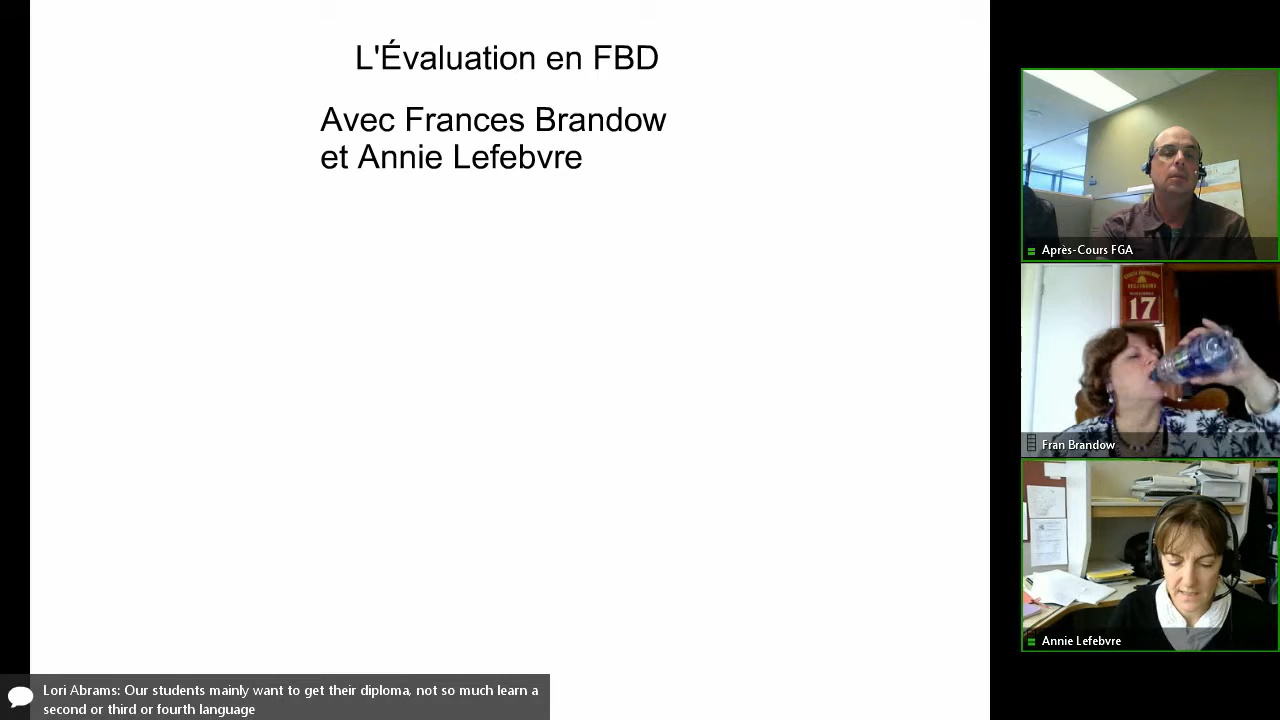 L'Évaluation en FBD
Avec Frances Brandow
et Annie Lefebvre
Après-Cours FGA
17
Fran Brandow
Annie Lefebvre
Lori Abrams: Our students mainly want to get their diploma, not so much learn a
second or third or fourth language